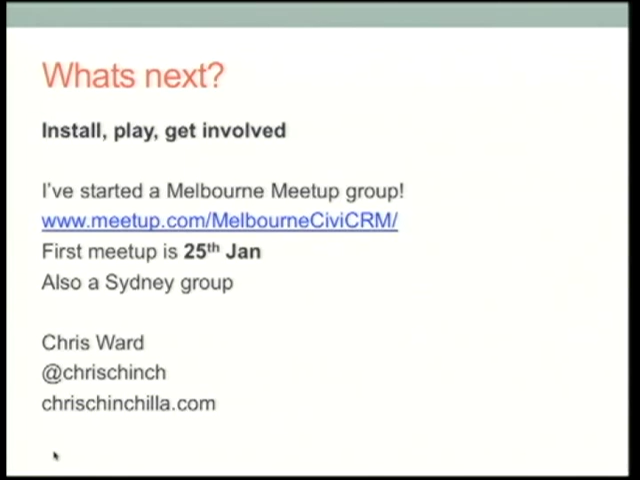 Whats next?
Install, play, get involved
I've started a Melbourne Meetup group!
www.meetup.com/MelbourneCiviCRM/
First meetup is 25th Jan
Also a Sydney group
Chris Ward
@chrischinch
chrischinchilla.com